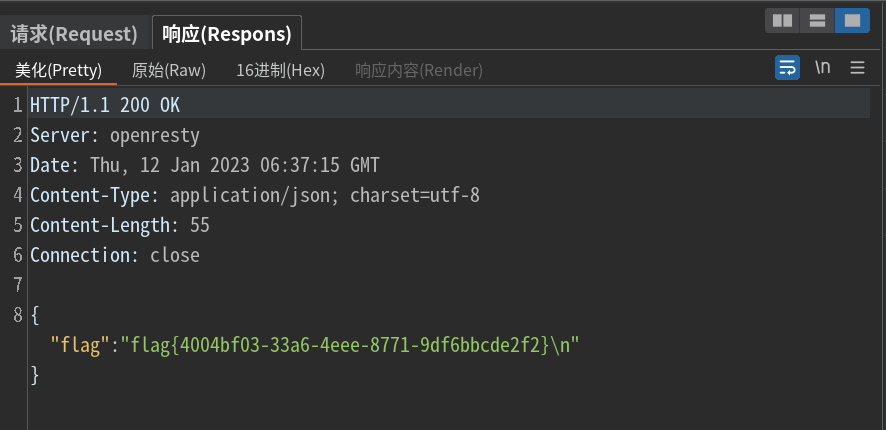 请求(Request) 响应(Respons)
美化(Pretty) 原始(Raw) 16进制(Hex) 响应内容(Render) \n
1 HTTP/1.1 200 OK
2 Server: openresty
3 Date: Thu, 12 Jan 2023 06:37:15 GMT
4 Content-Type: application/json; charset=utf-8
5 Content-Length: 55
6 Connection: close
7
8 {
"flag":"flag{4004bf03-33a6-4eee-8771-9df6bbcde2f2}\n"
}